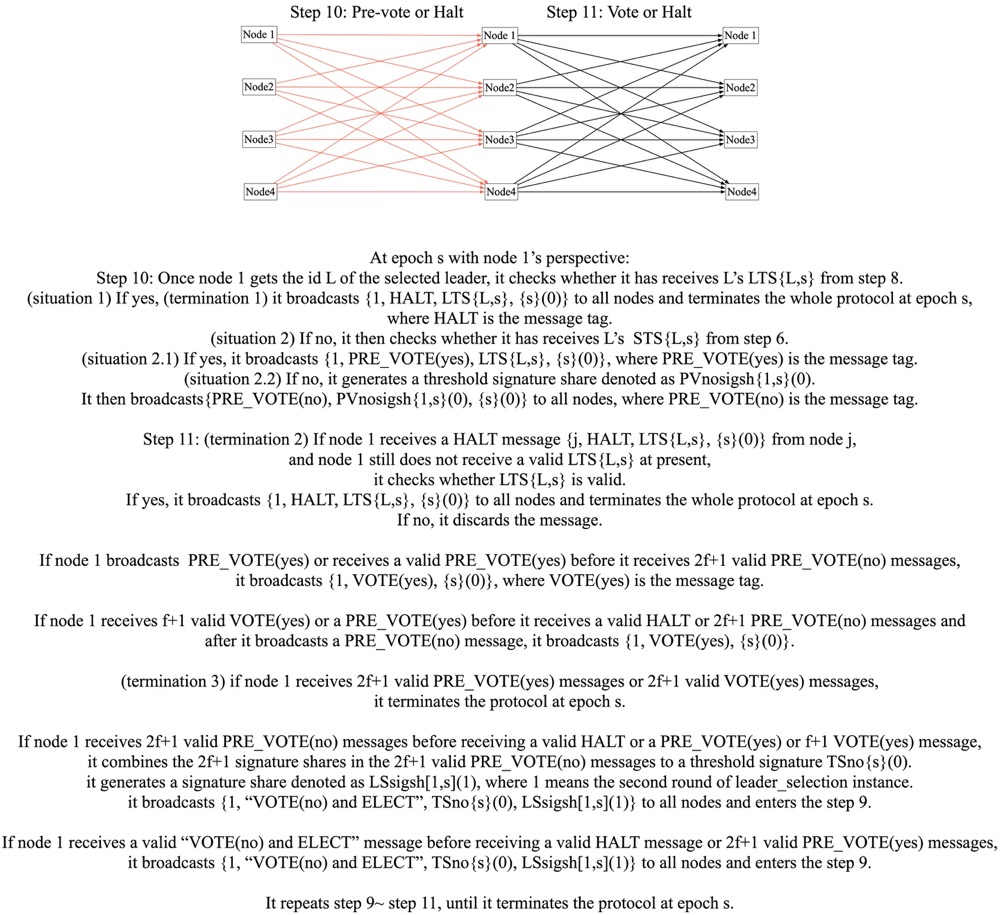 Step 10: Pre-vote or Halt
Step 11: Vote or Halt
Node 1
Node 1
Node 1
Node2
Node2
Node2
Node3
Node3
Node3
Node4
Node4
Node4
At epoch s with node 1's perspective:
Step 10: Once node 1 gets the id L of the selected leader, it checks whether it has receives L's LTS{L,s} from step 8.
(situation 1) If yes, (termination 1) it broadcasts {1, HALT, LTS{L,s}, {s}(0)} to all nodes and terminates the whole protocol at epoch s,
where HALT is the message tag.
(situation 2) If no, it then checks whether it has receives L's STS{L,s} from step 6.
(situation 2.1) If yes, it broadcasts {1, PRE_VOTE(yes), LTS{L,s}, {s}(0)}, where PRE_VOTE(yes) is the message tag.
(situation 2.2) If no, it generates a threshold signature share denoted as PVnosigsh{1,s}(0).
It then broadcasts{PRE_VOTE(no), PVnosigsh{1,s}(0), {s}(0)} to all nodes, where PRE_VOTE(no) is the message tag.
Step 11: (termination 2) If node 1 receives a HALT message {j, HALT, LTS{L,s}, {s}(0)} from node j,
and node 1 still does not receive a valid LTS{L,s} at present,
it checks whether LTS{L,s} is valid.
If yes, it broadcasts {1, HALT, LTS{L,s}, {s}(0)} to all nodes and terminates the whole protocol at epoch s.
If no, it discards the message.
If node 1 broadcasts PRE_VOTE(yes) or receives a valid PRE_VOTE(yes) before it receives 2f+1 valid PRE_VOTE(no) messages,
it broadcasts {1, VOTE(yes), {s}(0)}, where VOTE(yes) is the message tag.
If node 1 receives f+1 valid VOTE(yes) or a PRE_VOTE(yes) before it receives a valid HALT or 2f+1 PRE_VOTE(no) messages and
after it broadcasts a PRE_VOTE(no) message, it broadcasts {1, VOTE(yes), {s}(0)}.
(termination 3) if node 1 receives 2f+1 valid PRE_VOTE(yes) messages or 2f+1 valid VOTE(yes) messages,
it terminates the protocol at epoch s.
If node 1 receives 2f+1 valid PRE_VOTE(no) messages before receiving a valid HALT or a PRE_VOTE(yes) or f+1 VOTE(yes) message,
it combines the 2f+1 signature shares in the 2f+1 valid PRE_VOTE(no) messages to a threshold signature TSno{s}(0).
it generates a signature share denoted as LSsigsh[1,s](1), where 1 means the second round of leader_selection instance.
it broadcasts {1, “VOTE(no) and ELECT”, TSno{s}(0), LSsigsh[1,s](1)} to all nodes and enters the step 9.
If node 1 receives a valid “VOTE(no) and ELECT” message before receiving a valid HALT message or 2f+1 valid PRE_VOTE(yes) messages,
it broadcasts {1, “VOTE(no) and ELECT”, TSno{s}(0), LSsigsh[1,s](1)} to all nodes and enters the step 9.
It repeats step 9~ step 11, until it terminates the protocol at epoch s.